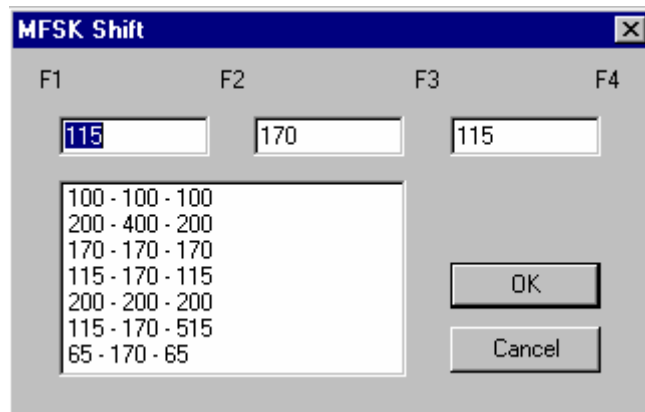 MFSK Shift
F1 F2 F3 F4
115 170 115
100 - 100 - 100
200 - 400 - 200
170 - 170 - 170
115 - 170 - 115
200 - 200 - 200
115 - 170 - 515
65 - 170 - 65
OK
Cancel